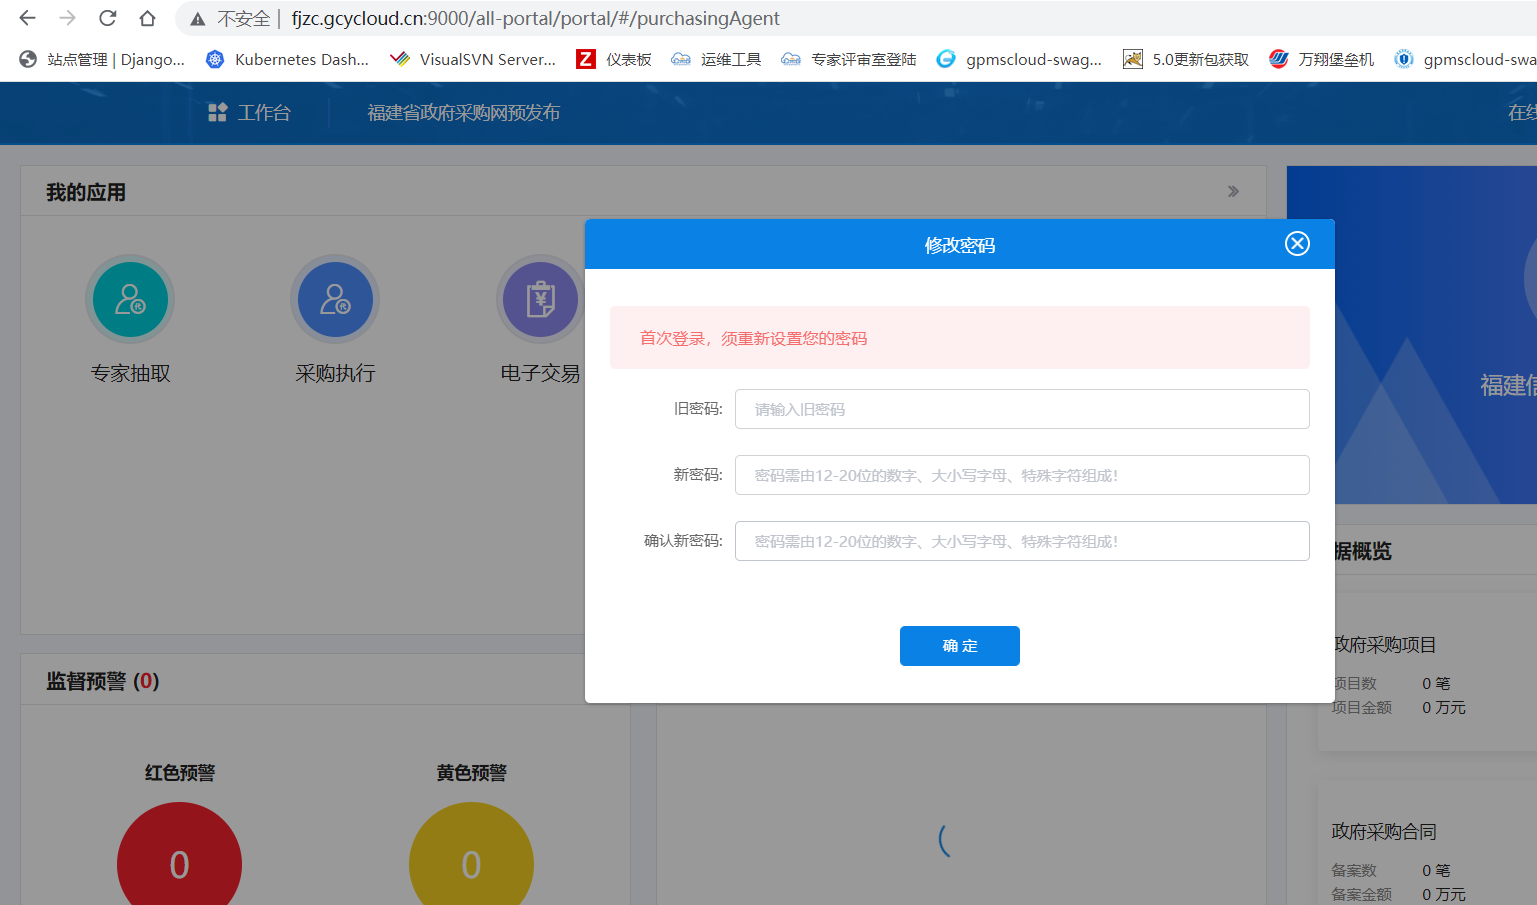 不安全 | fjzc.gcycloud.cn:9000/all-portal/portal/#/purchasingAgent
站点管理 | Django... Kubernetes Dash... VisualSVN Server... Z 仪表板 运维工具 专家评审室登陆 gpmscloud-swag... 5.0更新包获取 万翔堡垒机 gpmscloud-swa
工作台 福建省政府采购网预发布 在线
我的应用
专家抽取 采购执行 电子交易
修改密码
首次登录，须重新设置您的密码
旧密码: 请输入旧密码
新密码: 密码需由12-20位的数字、大小写字母、特殊字符组成!
确认新密码: 密码需由12-20位的数字、大小写字母、特殊字符组成!
确 定
福建信
据概览
政府采购项目
项目数 0 笔
项目金额 0 万元
监督预警 (0)
红色预警 黄色预警
0 0
政府采购合同
备案数 0 笔
备案金额 0 万元